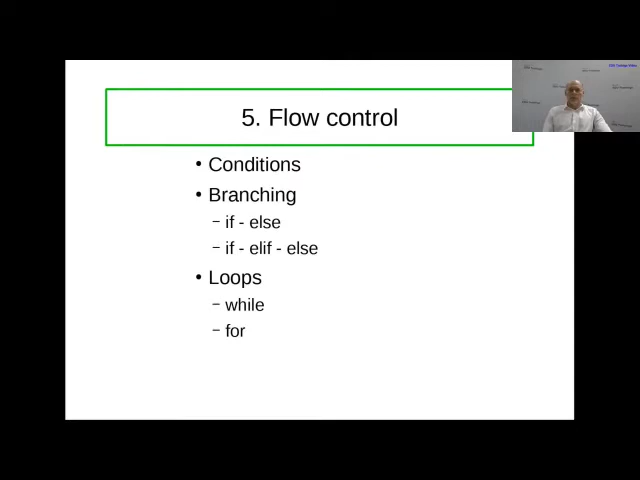 5. Flow control
• Conditions
• Branching
– if - else
– if - elif - else
• Loops
– while
– for